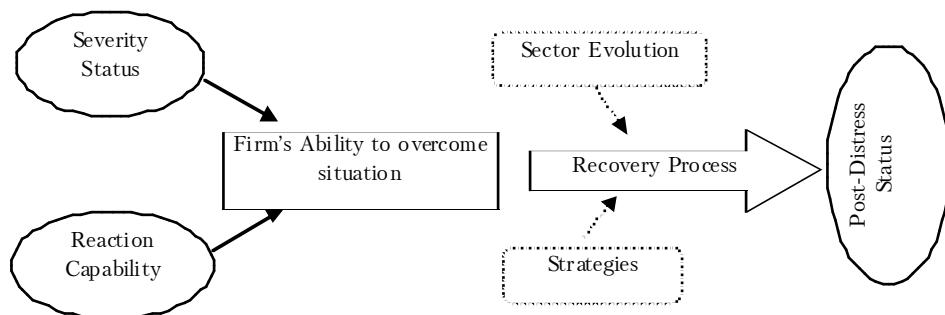 Severity
Status
Sector Evolution
Firm's Ability to overcome
situation
Recovery Process
Post-Distress
Status
Reaction
Capability
Strategies